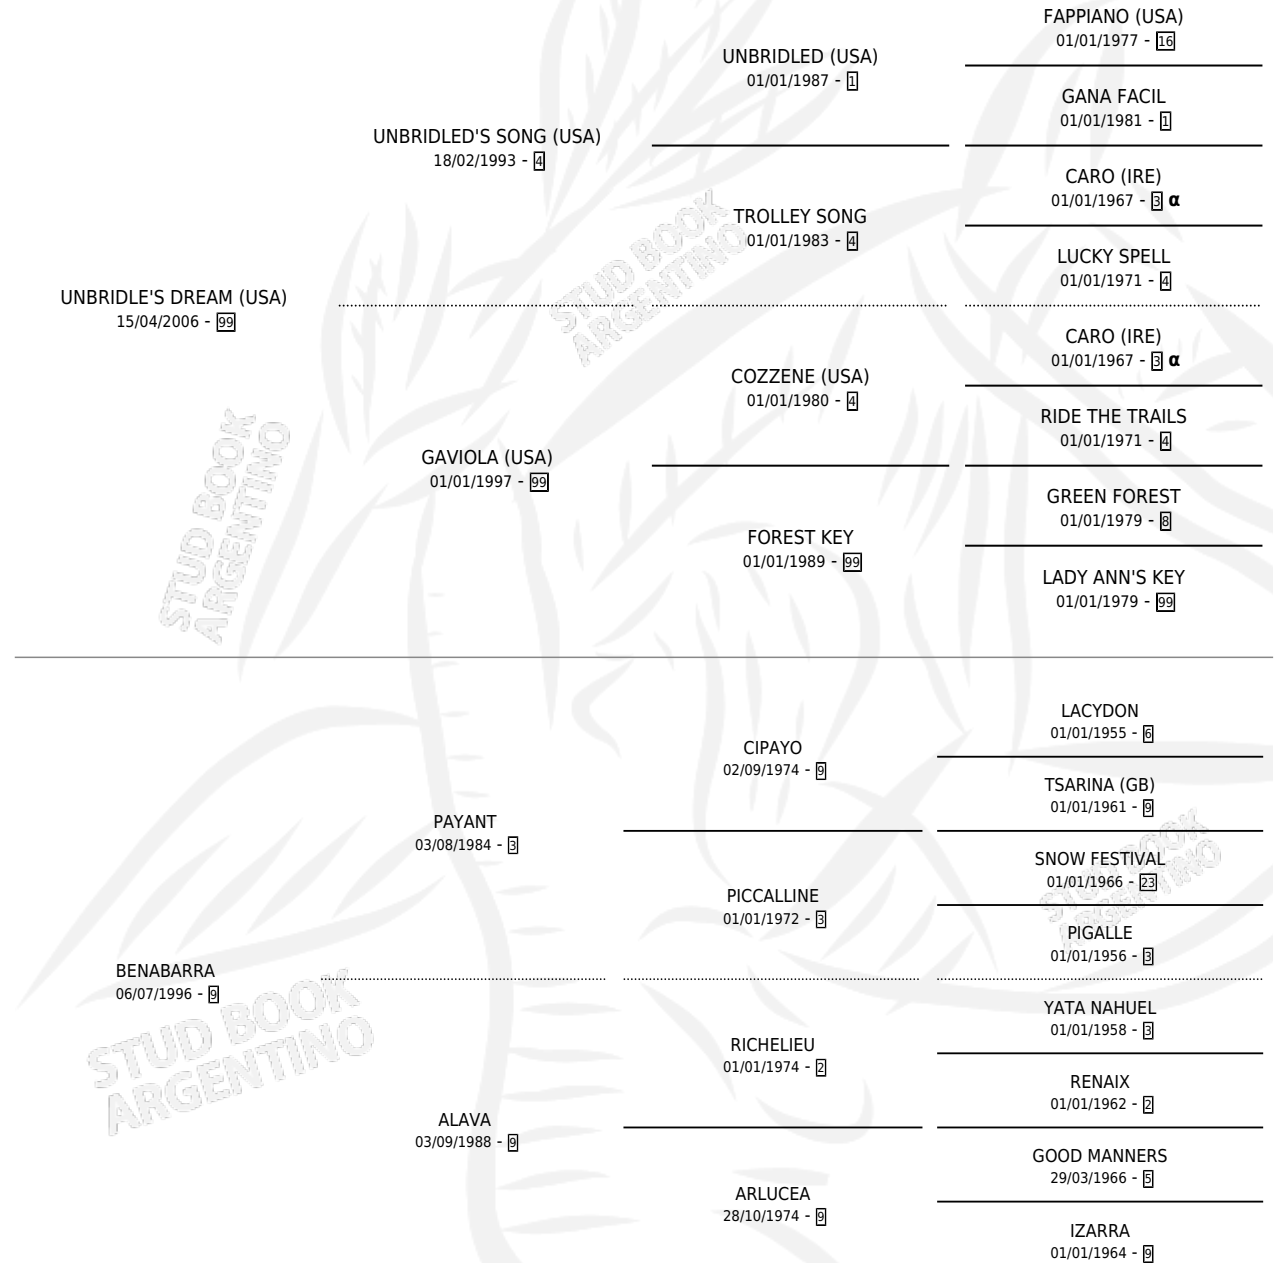 FAPPIANO (USA)
01/01/1977 - 16
UNBRIDLED (USA)
01/01/1987 - 1
GANA FACIL
01/01/1981 - 1
UNBRIDLED'S SONG (USA)
18/02/1993 - 4
CARO (IRE)
01/01/1967 - 3 α
TROLLEY SONG
01/01/1983 - 4
LUCKY SPELL
01/01/1971 - 4
STUD BOOK
ARGENTINO
UNBRIDLE'S DREAM (USA)
15/04/2006 - 99
CARO (IRE)
01/01/1967 - 3 α
COZZENE (USA)
01/01/1980 - 4
RIDE THE TRAILS
01/01/1971 - 4
STUD BOOK
ARGENTINO
GAVIOLA (USA)
01/01/1997 - 99
GREEN FOREST
01/01/1979 - 8
FOREST KEY
01/01/1989 - 99
LADY ANN'S KEY
01/01/1979 - 99
LACYDON
01/01/1955 - 6
CIPAYO
02/09/1974 - 9
TSARINA (GB)
01/01/1961 - 9
PAYANT
03/08/1984 - 3
SNOW FESTIVAL
01/01/1966 - 23
STUD BOOK
ARGENTINO
PICCALLINE
01/01/1972 - 3
PIGALLE
01/01/1956 - 3
BENABARRA
06/07/1996 - 9
STUD BOOK
ARGENTINO
YATA NAHUEL
01/01/1958 - 3
RICHELIEU
01/01/1974 - 2
RENAIX
01/01/1962 - 2
ALAVA
03/09/1988 - 9
GOOD MANNERS
29/03/1966 - 5
ARLUCEA
28/10/1974 - 9
IZARRA
01/01/1964 - 9